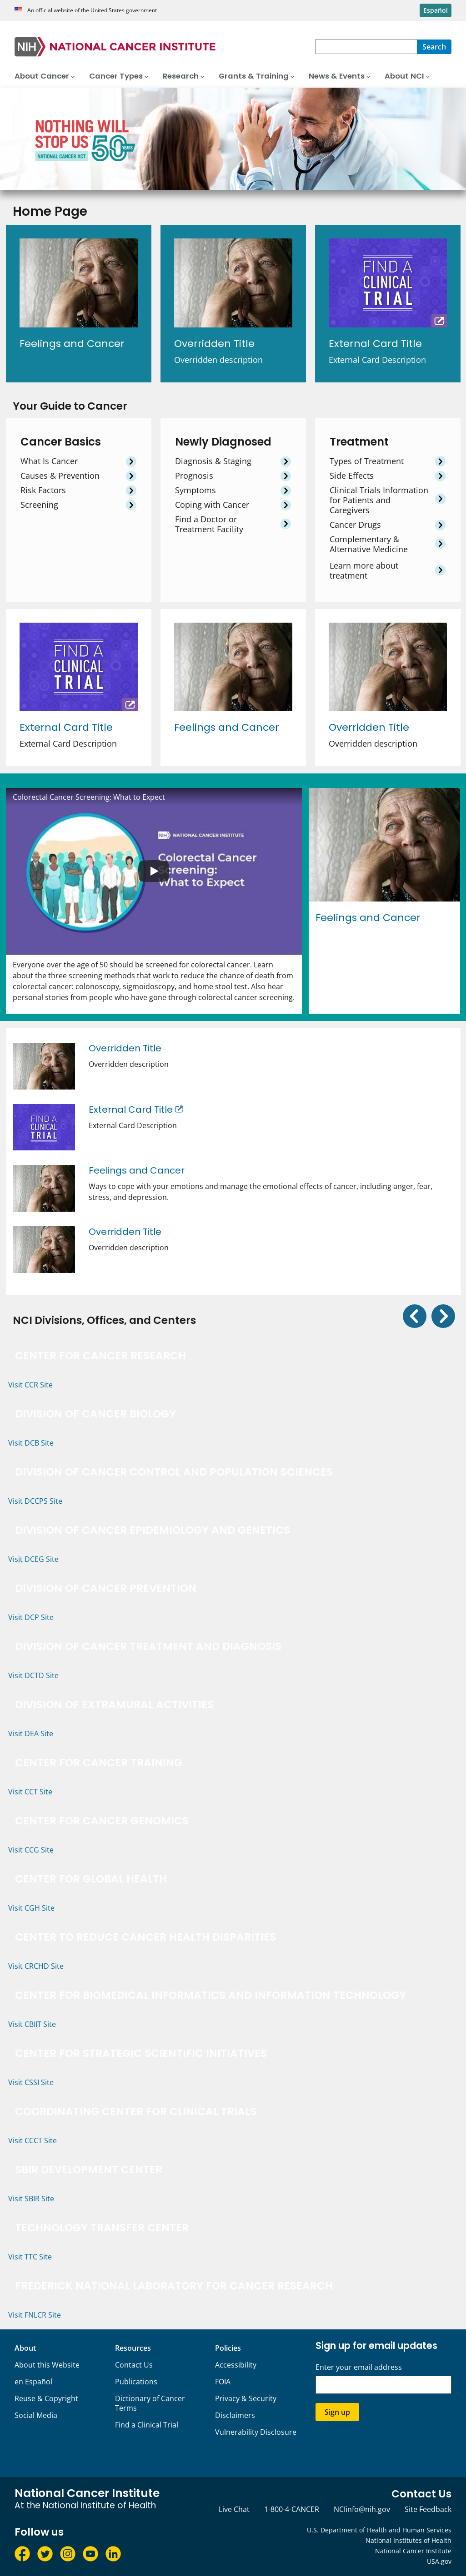 An official website of the United States government
Español
NIH NATIONAL CANCER INSTITUTE
Search
About Cancer
Cancer Types
Research
Grants & Training
News & Events
About NCI
NOTHING WILL
STOP US
NATIONAL CANCER ACT
50
Home Page
FIND A
CLINICAL
TRIAL
Feelings and Cancer
Overridden Title
Overridden description
External Card Title
External Card Description
Your Guide to Cancer
Cancer Basics
What Is Cancer
Causes & Prevention
Risk Factors
Screening
Newly Diagnosed
Diagnosis & Staging
Prognosis
Symptoms
Coping with Cancer
Find a Doctor or
Treatment Facility
Treatment
Types of Treatment
Side Effects
Clinical Trials Information
for Patients and
Caregivers
Cancer Drugs
Complementary &
Alternative Medicine
Learn more about
treatment
FIND A
CLINICAL
TRIAL
External Card Title
External Card Description
Feelings and Cancer
Overridden Title
Overridden description
Colorectal Cancer Screening: What to Expect
NIH NATIONAL CANCER INSTITUTE
Colorectal Cancer
Screening:
What to Expect
Everyone over the age of 50 should be screened for colorectal cancer. Learn
about the three screening methods that work to reduce the chance of death from
colorectal cancer: colonoscopy, sigmoidoscopy, and home stool test. Also hear
personal stories from people who have gone through colorectal cancer screening.
Feelings and Cancer
Overridden Title
Overridden description
FIND A
CLINICAL
TRIAL
External Card Title
External Card Description
Feelings and Cancer
Ways to cope with your emotions and manage the emotional effects of cancer, including anger, fear,
stress, and depression.
Overridden Title
Overridden description
NCI Divisions, Offices, and Centers
CENTER FOR CANCER RESEARCH
Visit CCR Site
DIVISION OF CANCER BIOLOGY
Visit DCB Site
DIVISION OF CANCER CONTROL AND POPULATION SCIENCES
Visit DCCPS Site
DIVISION OF CANCER EPIDEMIOLOGY AND GENETICS
Visit DCEG Site
DIVISION OF CANCER PREVENTION
Visit DCP Site
DIVISION OF CANCER TREATMENT AND DIAGNOSIS
Visit DCTD Site
DIVISION OF EXTRAMURAL ACTIVITIES
Visit DEA Site
CENTER FOR CANCER TRAINING
Visit CCT Site
CENTER FOR CANCER GENOMICS
Visit CCG Site
CENTER FOR GLOBAL HEALTH
Visit CGH Site
CENTER TO REDUCE CANCER HEALTH DISPARITIES
Visit CRCHD Site
CENTER FOR BIOMEDICAL INFORMATICS AND INFORMATION TECHNOLOGY
Visit CBIIT Site
CENTER FOR STRATEGIC SCIENTIFIC INITIATIVES
Visit CSSI Site
COORDINATING CENTER FOR CLINICAL TRIALS
Visit CCCT Site
SBIR DEVELOPMENT CENTER
Visit SBIR Site
TECHNOLOGY TRANSFER CENTER
Visit TTC Site
FREDERICK NATIONAL LABORATORY FOR CANCER RESEARCH
Visit FNLCR Site
About
About this Website
en Español
Reuse & Copyright
Social Media
Resources
Contact Us
Publications
Dictionary of Cancer
Terms
Find a Clinical Trial
Policies
Accessibility
FOIA
Privacy & Security
Disclaimers
Vulnerability Disclosure
Sign up for email updates
Enter your email address
Sign up
National Cancer Institute
At the National Institute of Health
Follow us
Contact Us
Live Chat
1-800-4-CANCER
NCIinfo@nih.gov
Site Feedback
U.S. Department of Health and Human Services
National Institutes of Health
National Cancer Institute
USA.gov